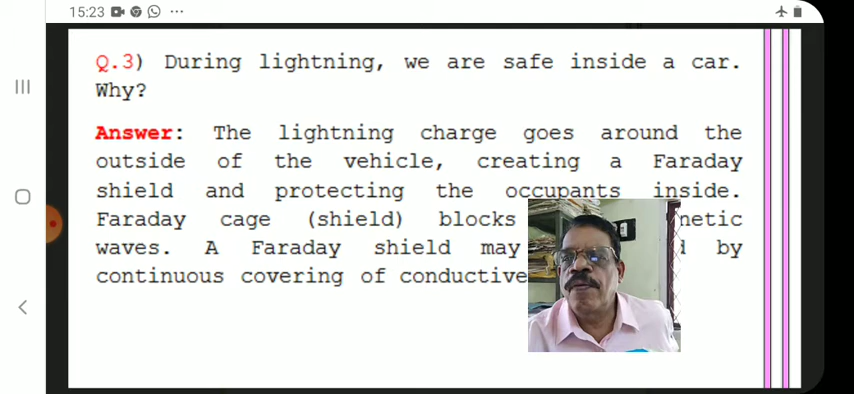 15:23
Q.3) During lightning, we are safe inside a car.
Why?
Answer: The lightning charge goes around the
outside of the vehicle, creating a Faraday
shield and protecting the occupants inside.
Faraday cage (shield) blocks
waves. A Faraday shield may by
continuous covering of conductive